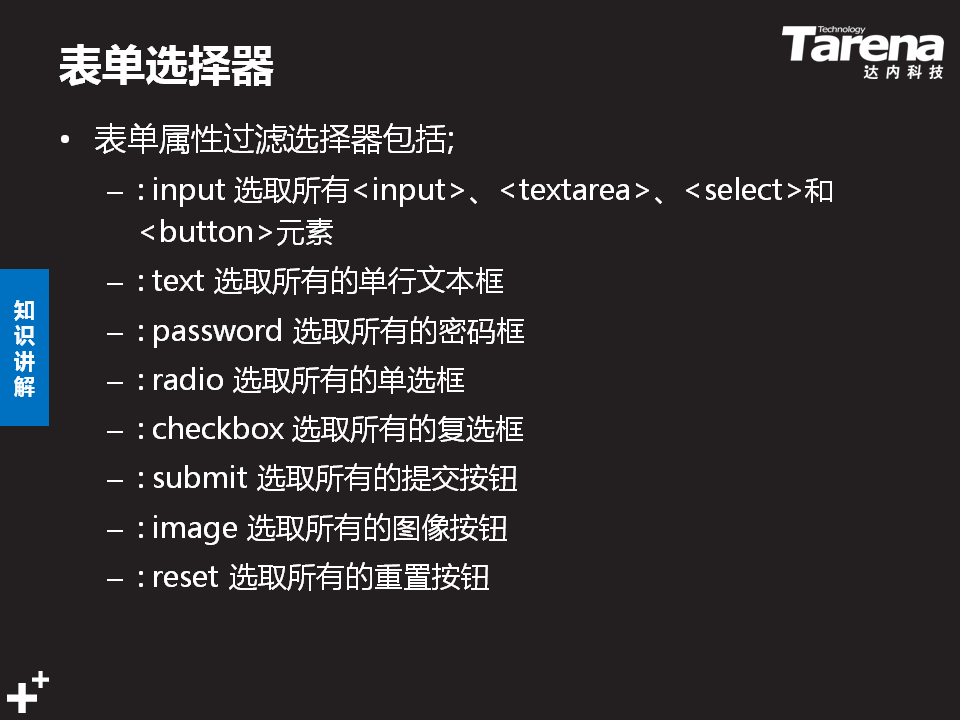 表单选择器
Technology
Tarena
达内科技
• 表单属性过滤选择器包括;
– : input 选取所有<input>、<textarea>、<select>和
<button>元素
– : text 选取所有的单行文本框
– : password 选取所有的密码框
– : radio 选取所有的单选框
– : checkbox 选取所有的复选框
– : submit 选取所有的提交按钮
– : image 选取所有的图像按钮
– : reset 选取所有的重置按钮
知
识
讲
解